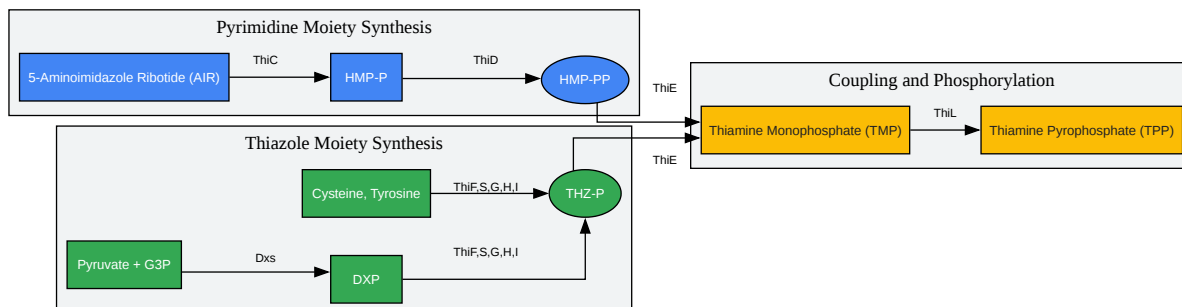 Pyrimidine Moiety Synthesis
5-Aminoimidazole Ribotide (AIR)
ThiC
HMP-P
ThiD
HMP-PP
ThiE
Coupling and Phosphorylation
Thiamine Monophosphate (TMP)
ThiL
Thiamine Pyrophosphate (TPP)
Thiazole Moiety Synthesis
ThiE
Cysteine, Tyrosine
ThiF,S,G,H,I
THZ-P
Pyruvate + G3P
Dxs
DXP
ThiF,S,G,H,I